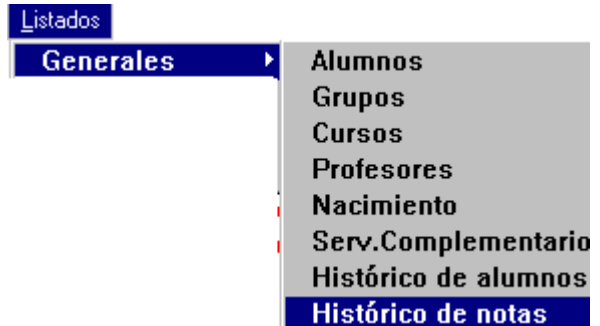 Listados
Generales
Alumnos
Grupos
Cursos
Profesores
Nacimiento
Serv.Complementario
Histórico de alumnos
Histórico de notas